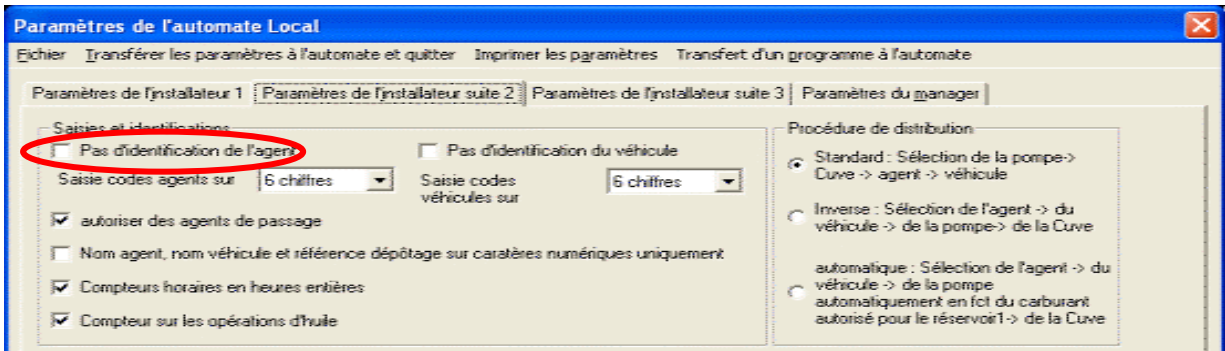 Paramètres de l'automate Local
Fichier Transférer les paramètres à l'automate et quitter Imprimer les paramètres Transfert d'un programme à l'automate
Paramètres de l'installateur 1 Paramètres de l'installateur suite 2 Paramètres de l'installateur suite 3 Paramètres du manager
Saisies et identifications
Pas d'identification de l'agent
Pas d'identification du véhicule
Saisie codes agents sur 6 chiffres
Saisie codes
véhicules sur
6 chiffres
autoriser des agents de passage
Nom agent, nom véhicule et référence dépôtage sur caratères numériques uniquement
Compteurs horaires en heures entières
Compteur sur les opérations d'huile
Procédure de distribution
Standard : Sélection de la pompe->
Cuve -> agent -> véhicule
Inverse : Sélection de l'agent -> du
véhicule -> de la pompe-> de la Cuve
automatique : Sélection de l'agent -> du
véhicule -> de la pompe
automatiquement en fct du carburant
autorisé pour le réservoir1-> de la Cuve